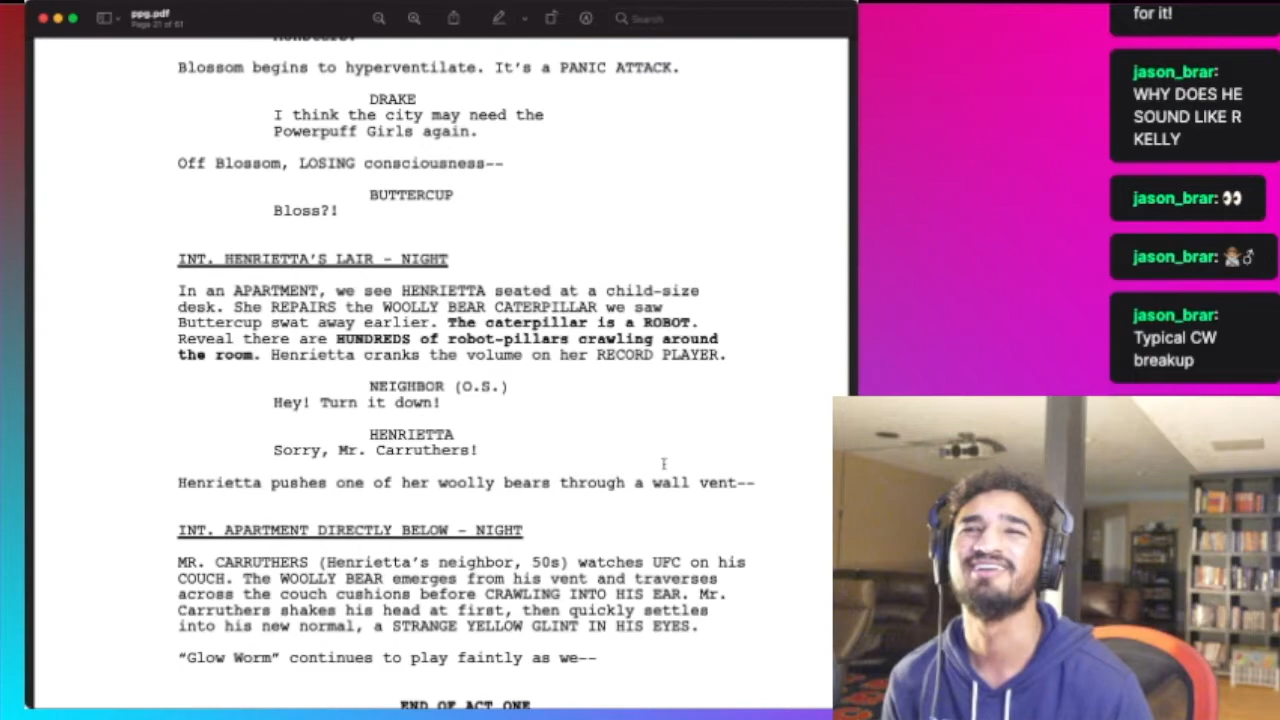 ppg.pdf
Page 21 of 61
Search
Blossom begins to hyperventilate. It's a PANIC ATTACK.
DRAKE
I think the city may need the
Powerpuff Girls again.
Off Blossom, LOSING consciousness--
BUTTERCUP
Bloss?!
INT. HENRIETTA'S LAIR - NIGHT
In an APARTMENT, we see HENRIETTA seated at a child-size
desk. She REPAIRS the WOOLLY BEAR CATERPILLAR we saw
Buttercup swat away earlier. The caterpillar is a ROBOT.
Reveal there are HUNDREDS of robot-pillars crawling around
the room. Henrietta cranks the volume on her RECORD PLAYER.
NEIGHBOR (O.S.)
Hey! Turn it down!
HENRIETTA
Sorry, Mr. Carruthers!
Henrietta pushes one of her woolly bears through a wall vent--
INT. APARTMENT DIRECTLY BELOW - NIGHT
MR. CARRUTHERS (Henrietta's neighbor, 50s) watches UFC on his
COUCH. The WOOLLY BEAR emerges from his vent and traverses
across the couch cushions before CRAWLING INTO HIS EAR. Mr.
Carruthers shakes his head at first, then quickly settles
into his new normal, a STRANGE YELLOW GLINT IN HIS EYES.
"Glow Worm" continues to play faintly as we--
END OF ACT ONE
for it!
jason_brar:
WHY DOES HE
SOUND LIKE R
KELLY
jason_brar: 👀
jason_brar:
jason_brar:
Typical CW
breakup